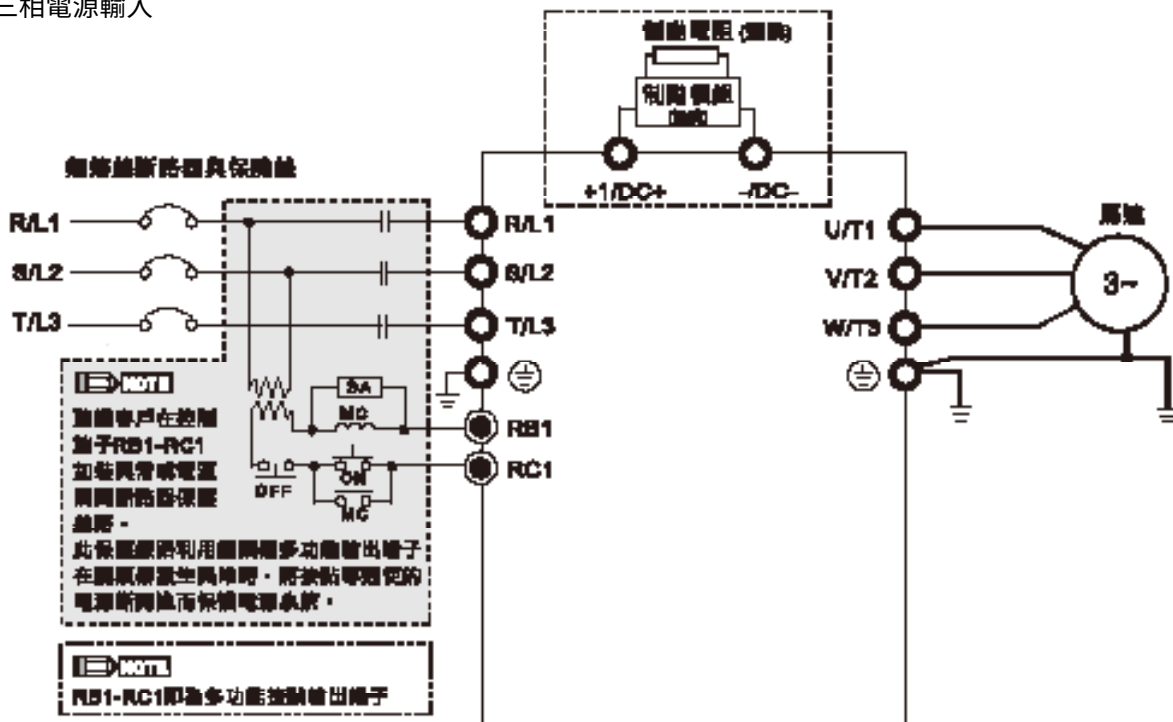 三相電源輸入
制動電阻 (選購)
制動模組
(選購)
+1/DC+
-/DC-
無熔絲斷路器與保險絲
R/L1
R/L1
U/T1
馬達
S/L2
S/L2
V/T2
3~
T/L3
T/L3
W/T3
NOTE
SA
MC
RB1
建議客戶在控制
端子RB1-RC1
RC1
加裝異常或電源
ON
OFF
MC
瞬間斷路器保護
線路。
此保護線路利用變頻器多功能輸出端子
在變頻器發生異常時,將接點導通使的
電源斷開進而保護電源系統。
NOTE
RB1-RC1即為多功能控制輸出端子